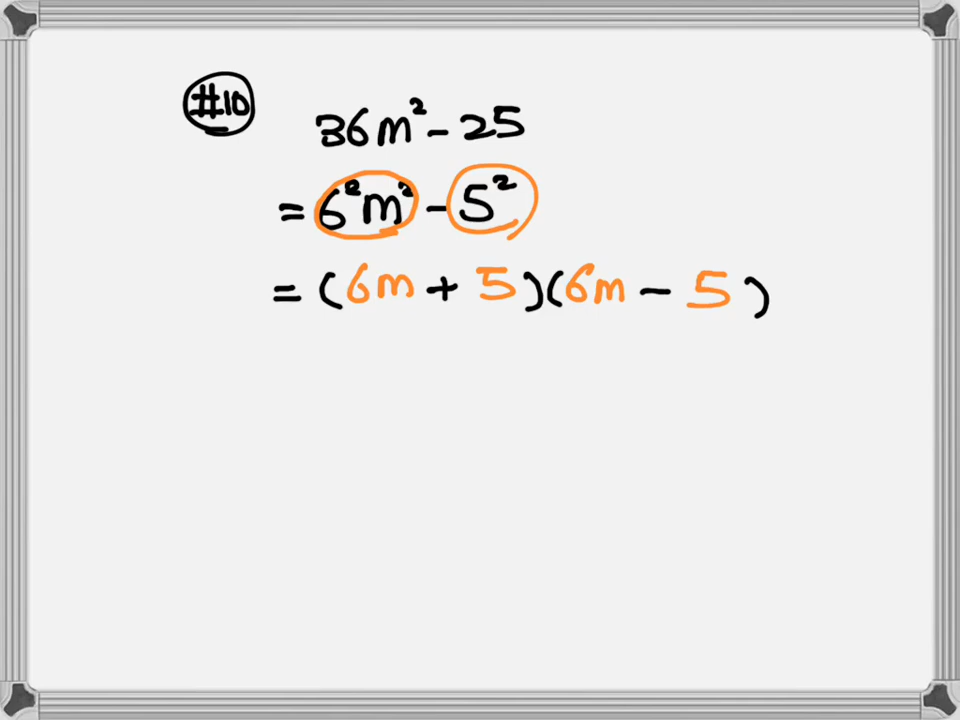 #10
36m² - 25
= 6²m² - 5²
= (6m + 5)(6m - 5)